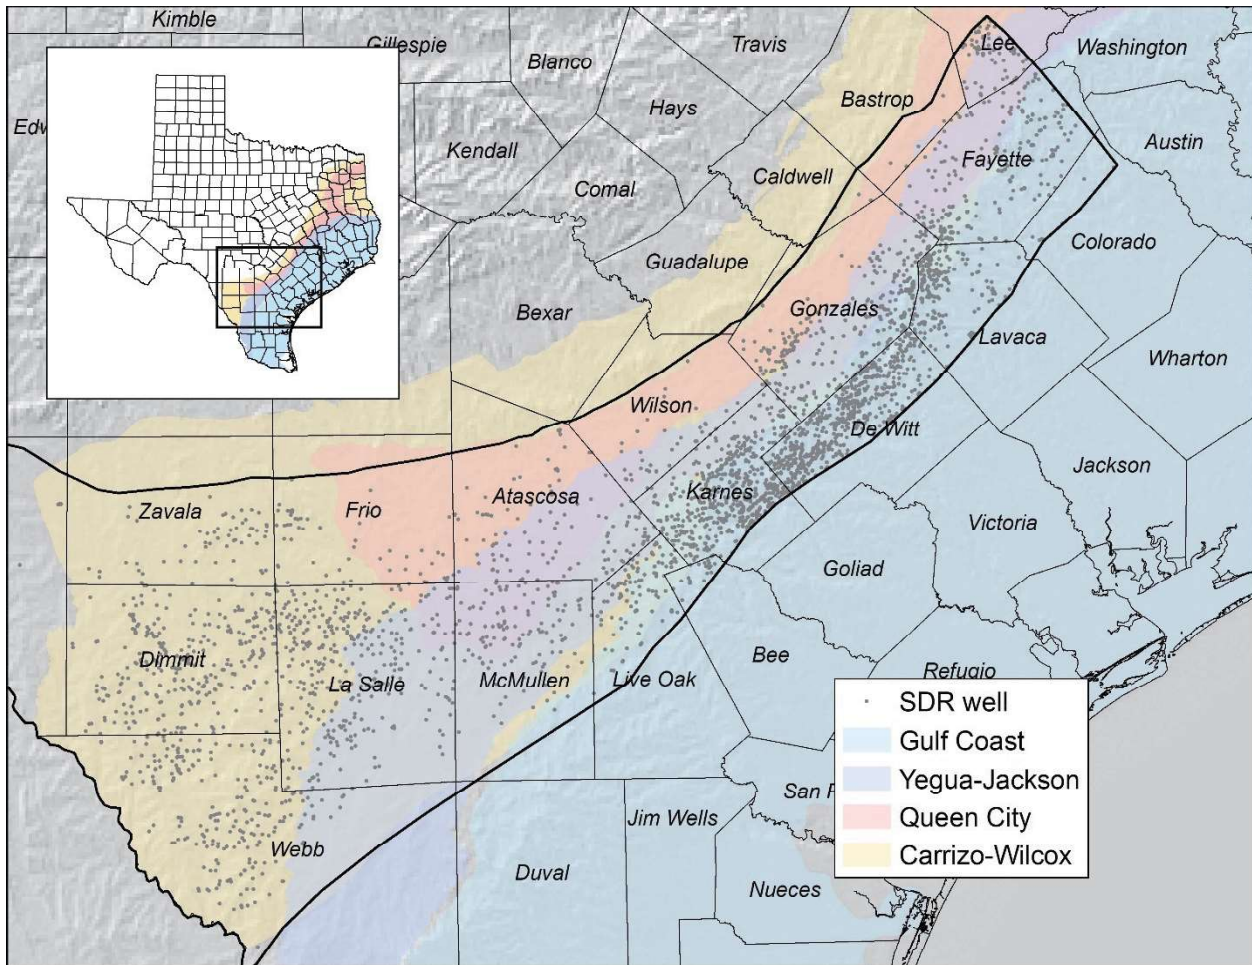 Kimble
Gillespie
Blanco
Travis
Lee
Washington
Hays
Bastrop
Kendall
Austin
Comal
Caldwell
Fayette
Colorado
Guadalupe
Bexar
Gonzales
Lavaca
Wharton
Wilson
De Witt
Jackson
Zavala
Frio
Atascosa
Karnes
Victoria
Goliad
Dimmit
La Salle
McMullen
Live Oak
Bee
Refugio
SDR well
Gulf Coast
Yegua-Jackson
Queen City
Carrizo-Wilcox
San
Jim Wells
Webb
Duval
Nueces